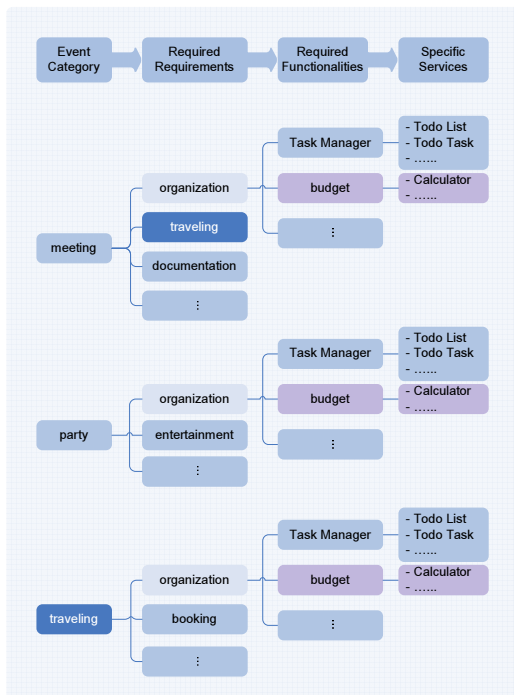 Event
Category
Required
Requirements
Required
Functionalities
Specific
Services
meeting
organization
traveling
documentation
⋮
Task Manager
budget
⋮
- Todo List
- Todo Task
- ......
- Calculator
- ......
party
organization
entertainment
⋮
Task Manager
budget
⋮
- Todo List
- Todo Task
- ......
- Calculator
- ......
traveling
organization
booking
⋮
Task Manager
budget
⋮
- Todo List
- Todo Task
- ......
- Calculator
- ......